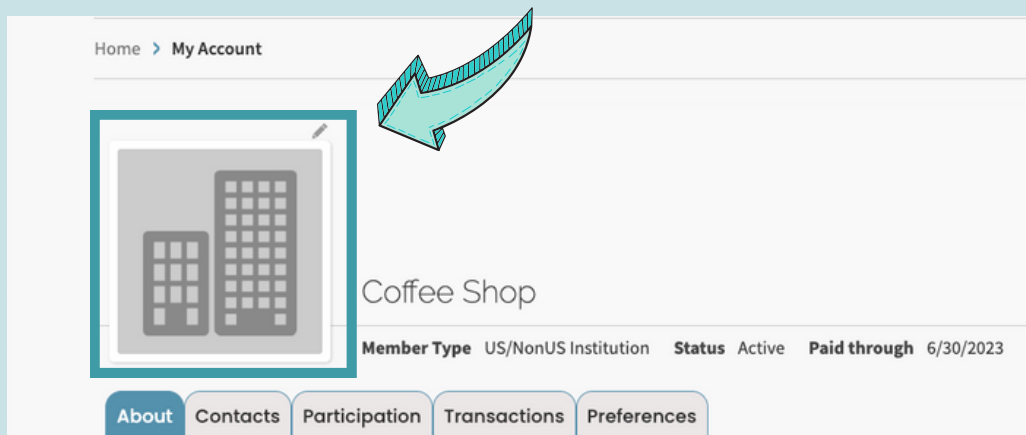 Home > My Account
Coffee Shop
Member Type US/NonUS Institution Status Active Paid through 6/30/2023
About Contacts Participation Transactions Preferences